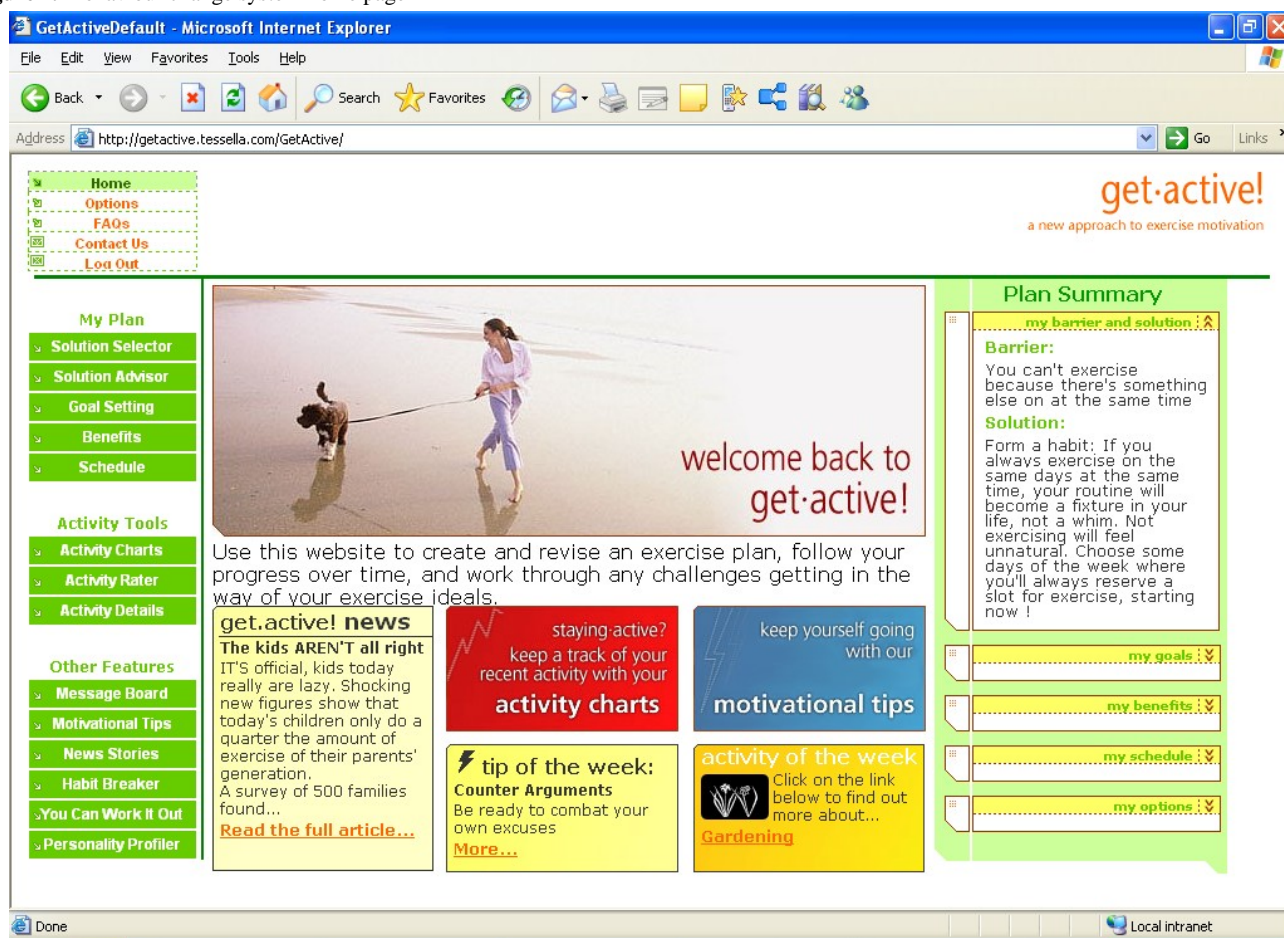 GetActiveDefault - Microsoft Internet Explorer
File Edit View Favorites Tools Help
Back Search Favorites
Address http://getactive.tessella.com/GetActive/ Go Links
Home
Options
FAQs
Contact Us
Log Out
get·active!
a new approach to exercise motivation
My Plan
Solution Selector
Solution Advisor
Goal Setting
Benefits
Schedule
Activity Tools
Activity Charts
Activity Rater
Activity Details
Other Features
Message Board
Motivational Tips
News Stories
Habit Breaker
You Can Work It Out
Personality Profiler
welcome back to
get·active!
Use this website to create and revise an exercise plan, follow your
progress over time, and work through any challenges getting in the
way of your exercise ideals.
get.active! news
The kids AREN'T all right
IT'S official, kids today
really are lazy. Shocking
new figures show that
today's children only do a
quarter the amount of
exercise of their parents'
generation.
A survey of 500 families
found...
Read the full article...
staying·active?
keep a track of your
recent activity with your
activity charts
keep yourself going
with our
motivational tips
tip of the week:
Counter Arguments
Be ready to combat your
own excuses
More...
activity of the week
Click on the link
below to find out
more about...
Gardening
Plan Summary
my barrier and solution
Barrier:
You can't exercise
because there's something
else on at the same time
Solution:
Form a habit: If you
always exercise on the
same days at the same
time, your routine will
become a fixture in your
life, not a whim. Not
exercising will feel
unnatural. Choose some
days of the week where
you'll always reserve a
slot for exercise, starting
now !
my goals
my benefits
my schedule
my options
Done
Local intranet